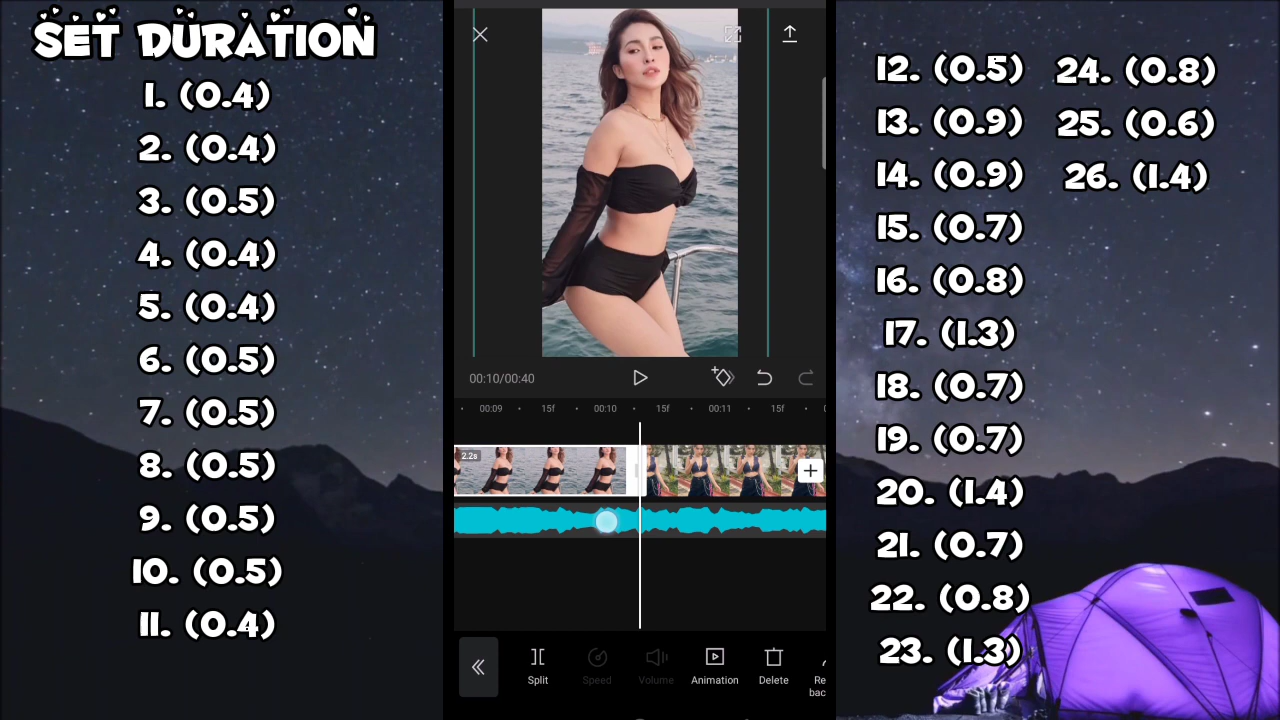 SET DURATION
1. (0.4)
2. (0.4)
3. (0.5)
4. (0.4)
5. (0.4)
6. (0.5)
7. (0.5)
8. (0.5)
9. (0.5)
10. (0.5)
11. (0.4)
00:10/00:40
00:09
15f
00:10
15f
00:11
15f
2.2s
Split
Speed
Volume
Animation
Delete
Re
bac
12. (0.5)
13. (0.9)
14. (0.9)
15. (0.7)
16. (0.8)
17. (1.3)
18. (0.7)
19. (0.7)
20. (1.4)
21. (0.7)
22. (0.8)
23. (1.3)
24. (0.8)
25. (0.6)
26. (1.4)